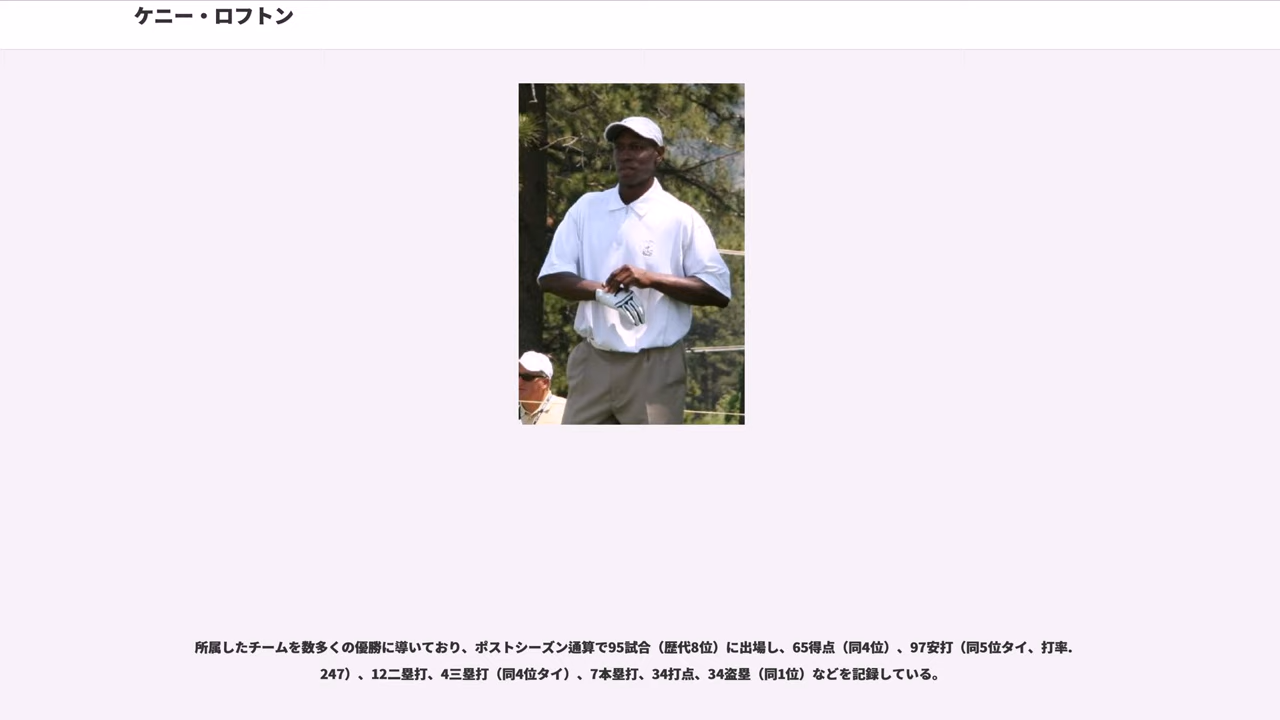 ケニー・ロフトン
所属したチームを数多くの優勝に導いており、ポストシーズン通算で95試合（歴代8位）に出場し、65得点（同4位）、97安打（同5位タイ、打率.
247）、12二塁打、4三塁打（同4位タイ）、7本塁打、34打点、34盗塁（同1位）などを記録している。